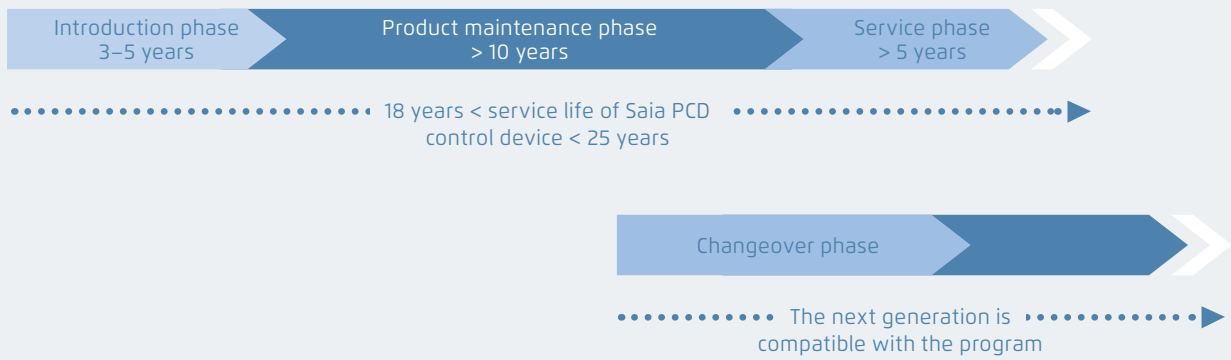 Introduction phase
3–5 years
Product maintenance phase
> 10 years
Service phase
> 5 years
18 years < service life of Saia PCD
control device < 25 years
Changeover phase
The next generation is
compatible with the program